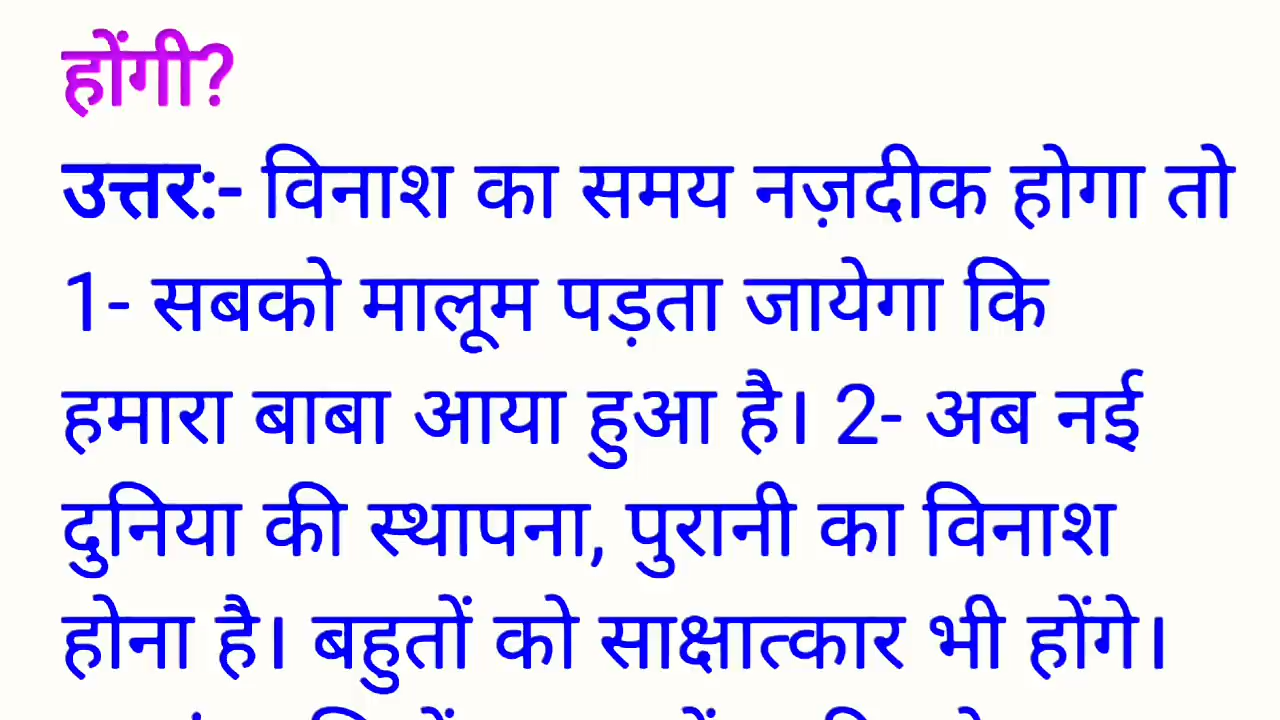 होंगी?
उत्तर:- विनाश का समय नज़दीक होगा तो
1- सबको मालूम पड़ता जायेगा कि
हमारा बाबा आया हुआ है। 2- अब नई
दुनिया की स्थापना, पुरानी का विनाश
होना है। बहुतों को साक्षात्कार भी होंगे।